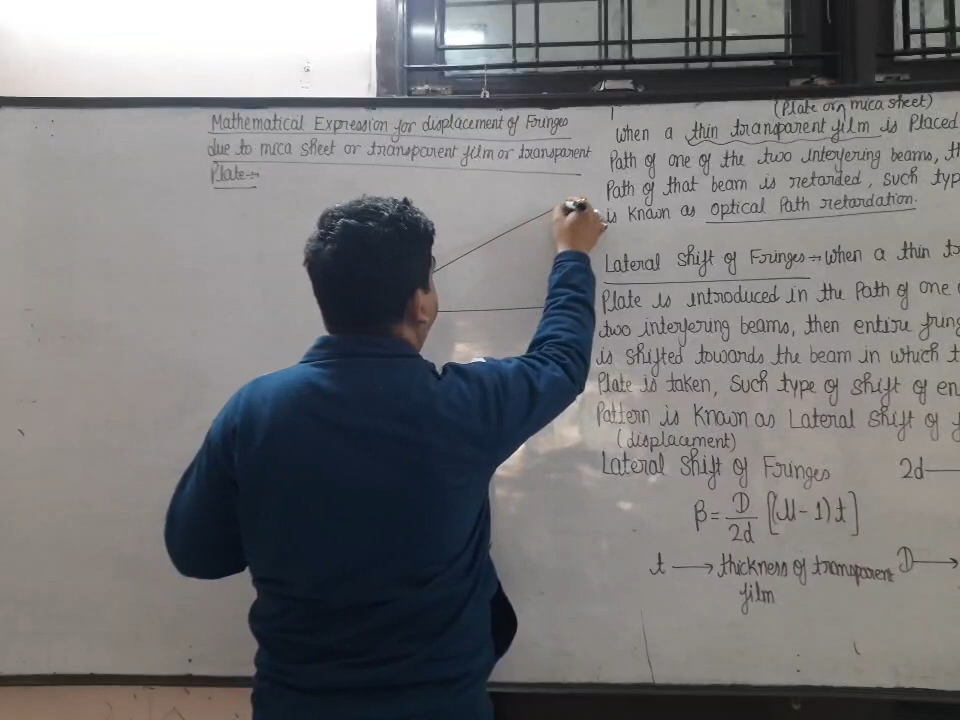 Mathematical Expression for displacement of Fringes
due to mica sheet or transparent film or transparent
Plate→
(Plate or mica sheet)
When a thin transparent film is Placed
Path of one of the two interfering beams, th
Path of that beam is retarded, such typ
is known as optical Path retardation.
Lateral Shift of Fringes→When a thin tr
Plate is introduced in the Path of one
two interfering beams, then entire fring
is shifted towards the beam in which t
Plate is taken, Such type of shift of en
Pattern is Known as Lateral Shift of f
(displacement)
Lateral Shift of Fringes 2d—
β = D/2d [(μ-1)t]
t → thickness of transparent D →
film